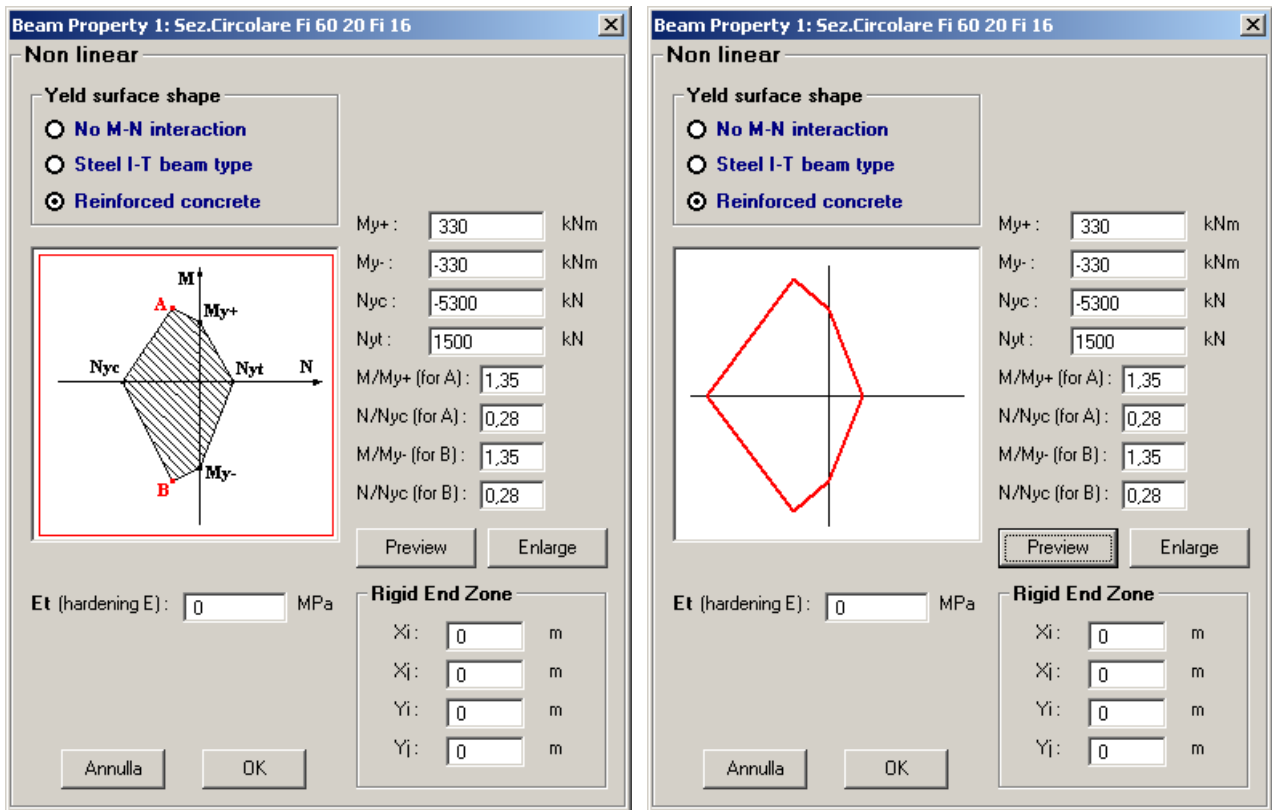 Beam Property 1: Sez.Circolare Fi 60 20 Fi 16
Non linear
Yeld surface shape
No M-N interaction
Steel I-T beam type
Reinforced concrete
My+ : 330 kNm
My- : -330 kNm
Nyc : -5300 kN
Nyt : 1500 kN
M/My+ (for A) : 1,35
N/Nyc (for A) : 0,28
M/My- (for B) : 1,35
N/Nyc (for B) : 0,28
M
A
My+
Nyc
Nyt
N
My-
B
Preview
Enlarge
Et (hardening E) : 0 MPa
Rigid End Zone
Xi : 0 m
Xj : 0 m
Yi : 0 m
Yj : 0 m
Annulla
OK
Beam Property 1: Sez.Circolare Fi 60 20 Fi 16
Non linear
Yeld surface shape
No M-N interaction
Steel I-T beam type
Reinforced concrete
My+ : 330 kNm
My- : -330 kNm
Nyc : -5300 kN
Nyt : 1500 kN
M/My+ (for A) : 1,35
N/Nyc (for A) : 0,28
M/My- (for B) : 1,35
N/Nyc (for B) : 0,28
Preview
Enlarge
Et (hardening E) : 0 MPa
Rigid End Zone
Xi : 0 m
Xj : 0 m
Yi : 0 m
Yj : 0 m
Annulla
OK